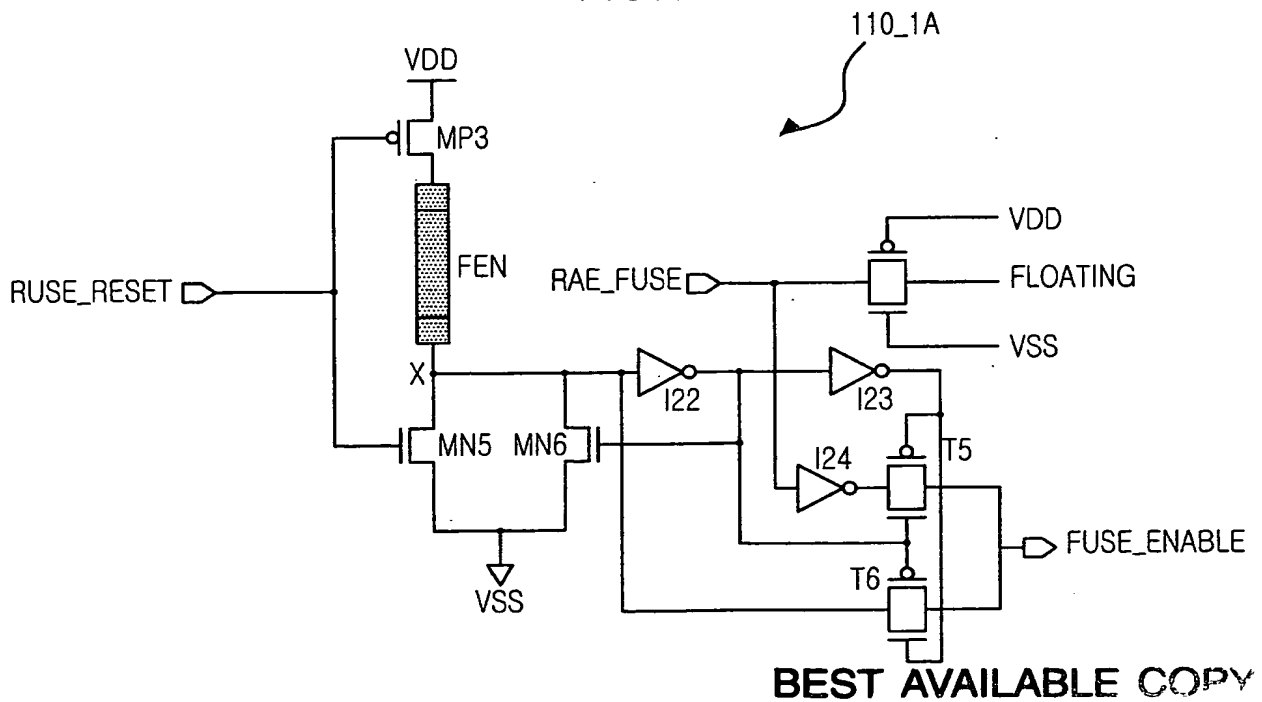 110_1A
VDD
MP3
VDD
FEN
RAE_FUSE
FLOATING
RUSE_RESET
VSS
X
I22
I23
MN5
MN6
I24
T5
FUSE_ENABLE
T6
VSS
BEST AVAILABLE COPY